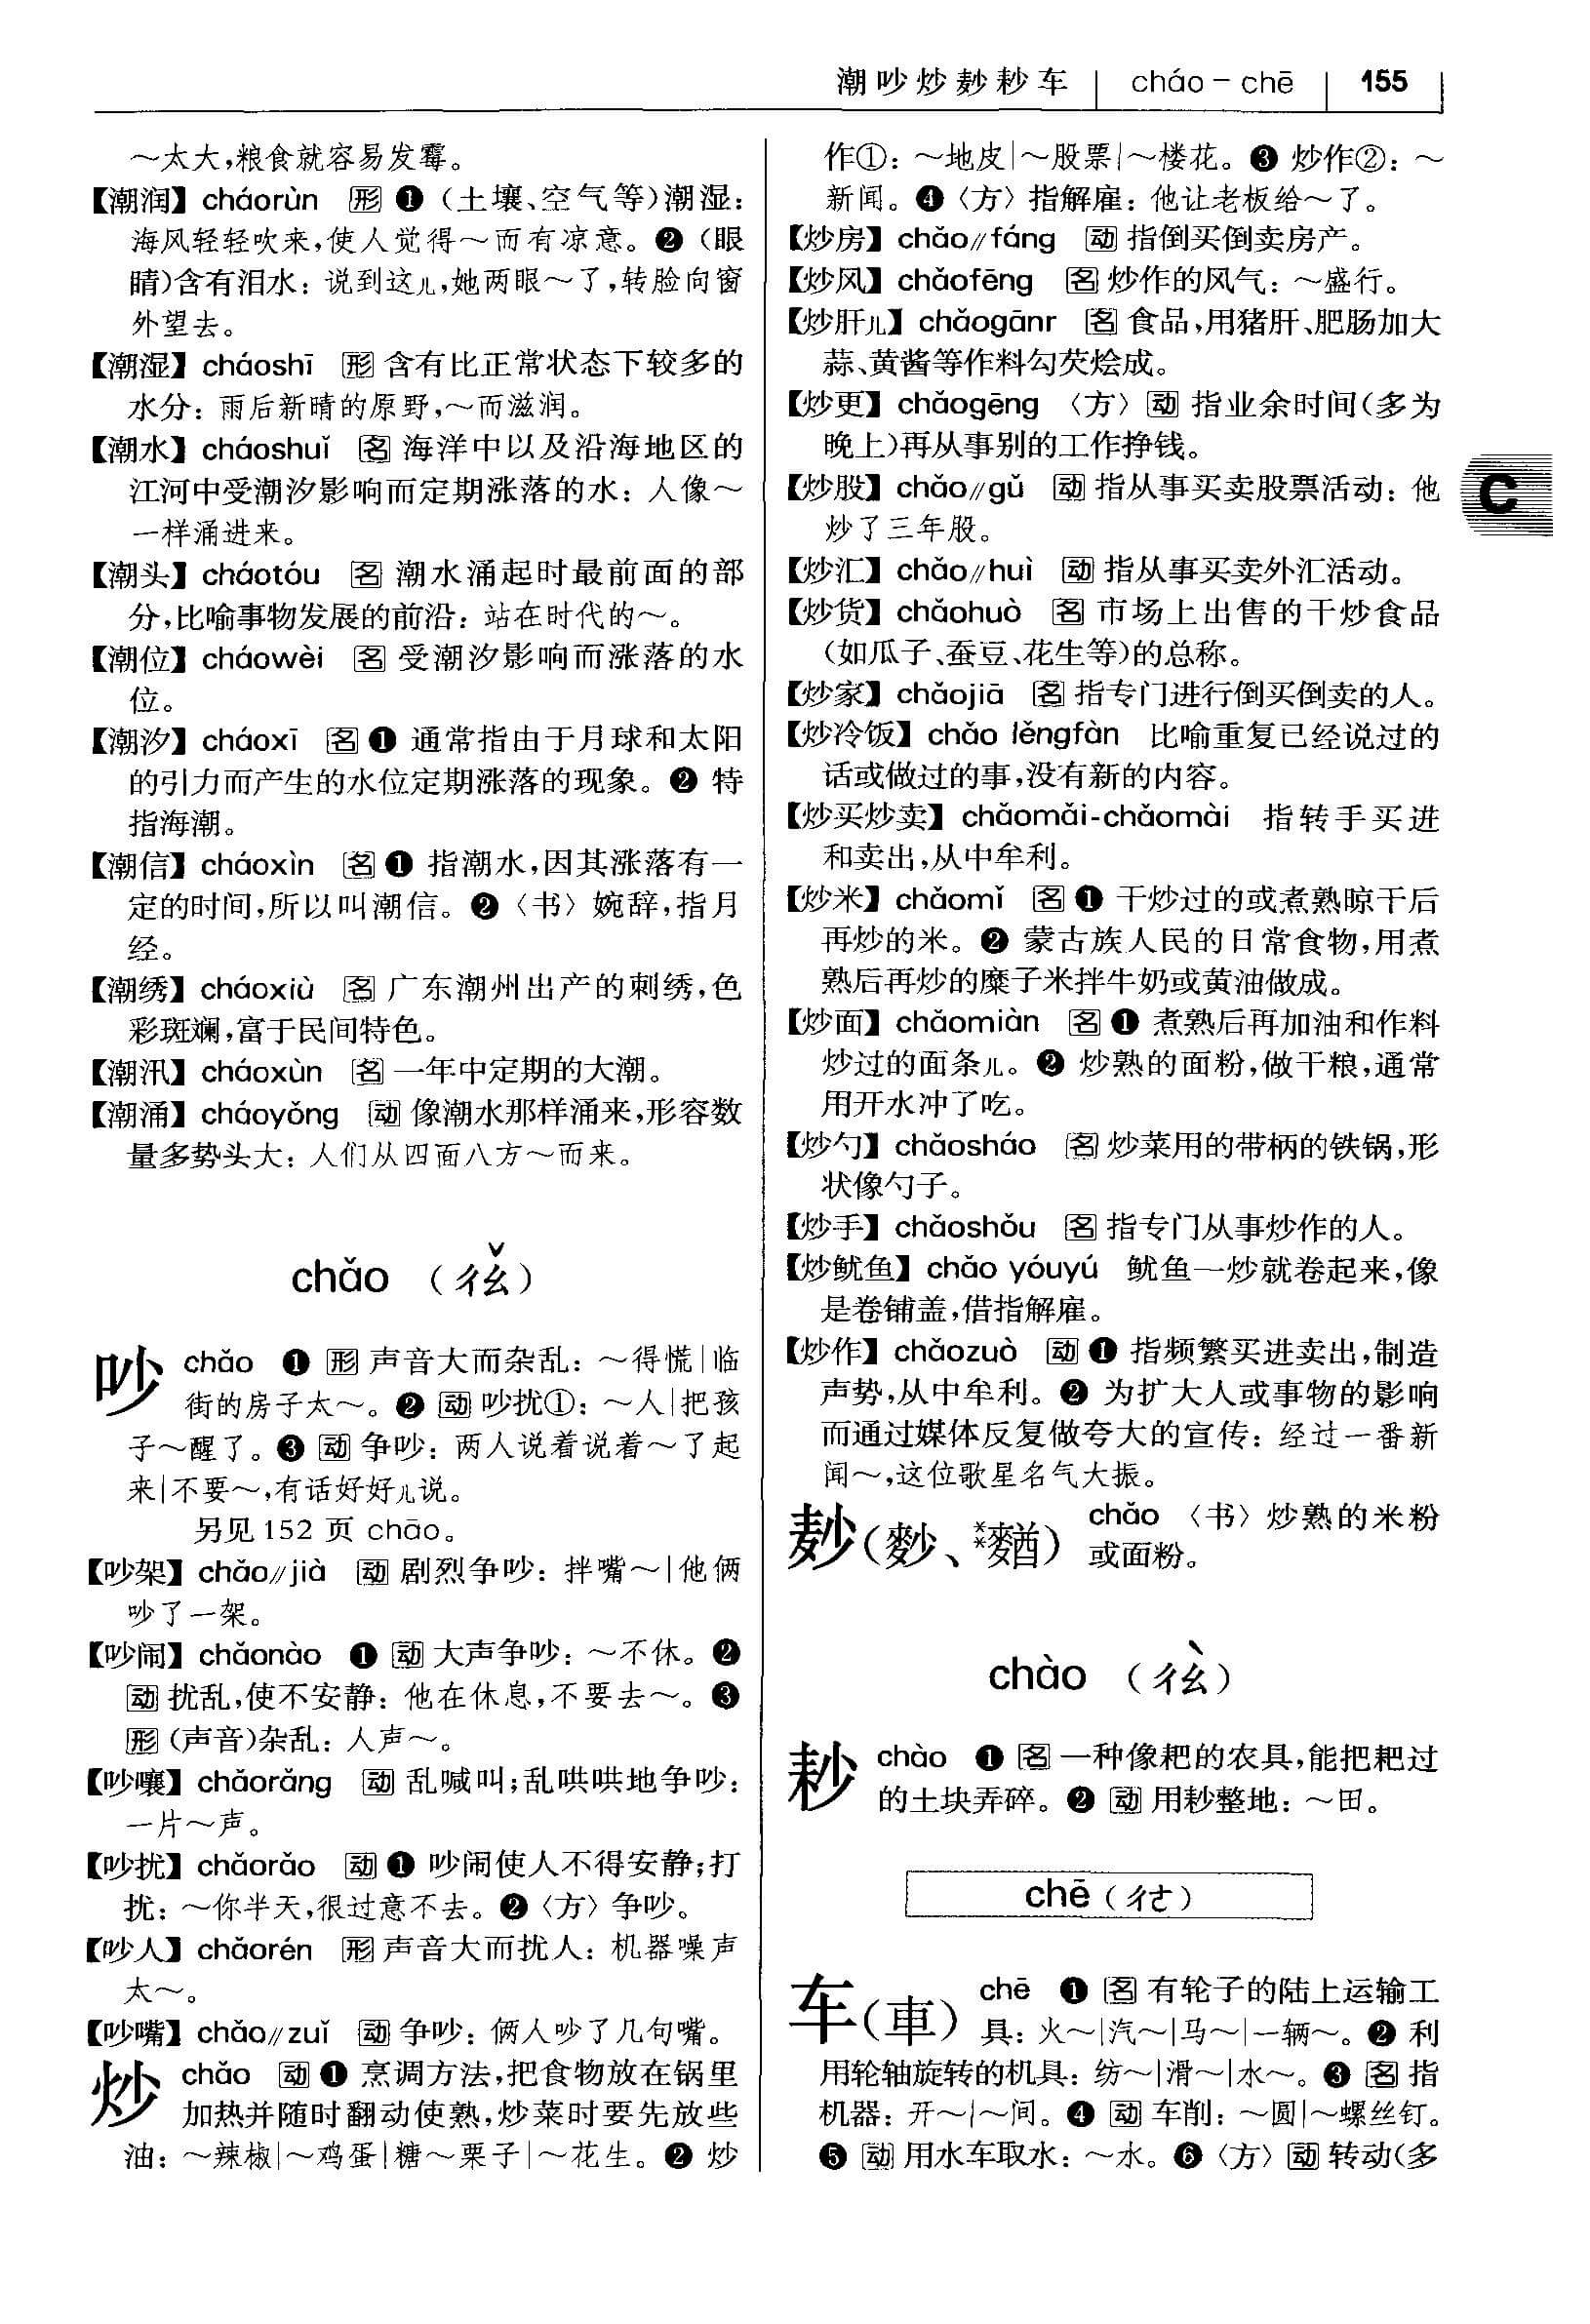 潮吵炒麨耖车 | cháo－chē | 155
～太大，粮食就容易发霉。
【潮润】cháorùn 形 ❶（土壤、空气等）潮湿：
海风轻轻吹来，使人觉得～而有凉意。❷（眼
睛）含有泪水：说到这儿，她两眼～了，转脸向窗
外望去。
【潮湿】cháoshī 形 含有比正常状态下较多的
水分：雨后新晴的原野，～而滋润。
【潮水】cháoshuǐ 名 海洋中以及沿海地区的
江河中受潮汐影响而定期涨落的水：人像～
一样涌进来。
【潮头】cháotóu 名 潮水涌起时最前面的部
分，比喻事物发展的前沿：站在时代的～。
【潮位】cháowèi 名 受潮汐影响而涨落的水
位。
【潮汐】cháoxī 名 ❶ 通常指由于月球和太阳
的引力而产生的水位定期涨落的现象。❷ 特
指海潮。
【潮信】cháoxìn 名 ❶ 指潮水，因其涨落有一
定的时间，所以叫潮信。❷〈书〉婉辞，指月
经。
【潮绣】cháoxiù 名 广东潮州出产的刺绣，色
彩斑斓，富于民间特色。
【潮汛】cháoxùn 名 一年中定期的大潮。
【潮涌】cháoyǒng 动 像潮水那样涌来，形容数
量多势头大：人们从四面八方～而来。
chǎo （ㄔㄠˇ）
吵 chǎo ❶ 形 声音大而杂乱：～得慌|临
街的房子太～。❷ 动 吵扰①：～人|把孩
子～醒了。❸ 动 争吵：两人说着说着～了起
来|不要～，有话好好儿说。
另见 152 页 chāo。
【吵架】chǎo//jià 动 剧烈争吵：拌嘴～|他俩
吵了一架。
【吵闹】chǎonào ❶ 动 大声争吵：～不休。❷
动 扰乱，使不安静：他在休息，不要去～。❸
形（声音）杂乱：人声～。
【吵嚷】chǎorǎng 动 乱喊叫；乱哄哄地争吵：
一片～声。
【吵扰】chǎorǎo 动 ❶ 吵闹使人不得安静；打
扰：～你半天，很过意不去。❷〈方〉争吵。
【吵人】chǎorén 形 声音大而扰人：机器噪声
太～。
【吵嘴】chǎo//zuǐ 动 争吵：俩人吵了几句嘴。
炒 chǎo 动 ❶ 烹调方法，把食物放在锅里
加热并随时翻动使熟，炒菜时要先放些
油：～辣椒|～鸡蛋|糖～栗子|～花生。❷ 炒
作①：～地皮|～股票|～楼花。❸ 炒作②：～
新闻。❹〈方〉指解雇：他让老板给～了。
【炒房】chǎo//fáng 动 指倒买倒卖房产。
【炒风】chǎofēng 名 炒作的风气：～盛行。
【炒肝儿】chǎogānr 名 食品，用猪肝、肥肠加大
蒜、黄酱等作料勾芡烩成。
【炒更】chǎogēng 〈方〉动 指业余时间（多为
晚上）再从事别的工作挣钱。
【炒股】chǎo//gǔ 动 指从事买卖股票活动：他
炒了三年股。
【炒汇】chǎo//huì 动 指从事买卖外汇活动。
【炒货】chǎohuò 名 市场上出售的干炒食品
（如瓜子、蚕豆、花生等）的总称。
【炒家】chǎojiā 名 指专门进行倒买倒卖的人。
【炒冷饭】chǎo lěngfàn 比喻重复已经说过的
话或做过的事，没有新的内容。
【炒买炒卖】chǎomǎi-chǎomài 指转手买进
和卖出，从中牟利。
【炒米】chǎomǐ 名 ❶ 干炒过的或煮熟晾干后
再炒的米。❷ 蒙古族人民的日常食物，用煮
熟后再炒的糜子米拌牛奶或黄油做成。
【炒面】chǎomiàn 名 ❶ 煮熟后再加油和作料
炒过的面条儿。❷ 炒熟的面粉，做干粮，通常
用开水冲了吃。
【炒勺】chǎosháo 名 炒菜用的带柄的铁锅，形
状像勺子。
【炒手】chǎoshǒu 名 指专门从事炒作的人。
【炒鱿鱼】chǎo yóuyú 鱿鱼一炒就卷起来，像
是卷铺盖，借指解雇。
【炒作】chǎozuò 动 ❶ 指频繁买进卖出，制造
声势，从中牟利。❷ 为扩大人或事物的影响
而通过媒体反复做夸大的宣传：经过一番新
闻～，这位歌星名气大振。
麨（麨、**䵲） chǎo 〈书〉炒熟的米粉
或面粉。
chào （ㄔㄠˋ）
耖 chào ❶ 名 一种像耙的农具，能把耙过
的土块弄碎。❷ 动 用耖整地：～田。
C
chē（ㄔㄜ）
车（車） chē ❶ 名 有轮子的陆上运输工
具：火～|汽～|马～|一辆～。❷ 利
用轮轴旋转的机具：纺～|滑～|水～。❸ 名 指
机器：开～|～间。❹ 动 车削：～圆|～螺丝钉。
❺ 动 用水车取水：～水。❻〈方〉动 转动（多